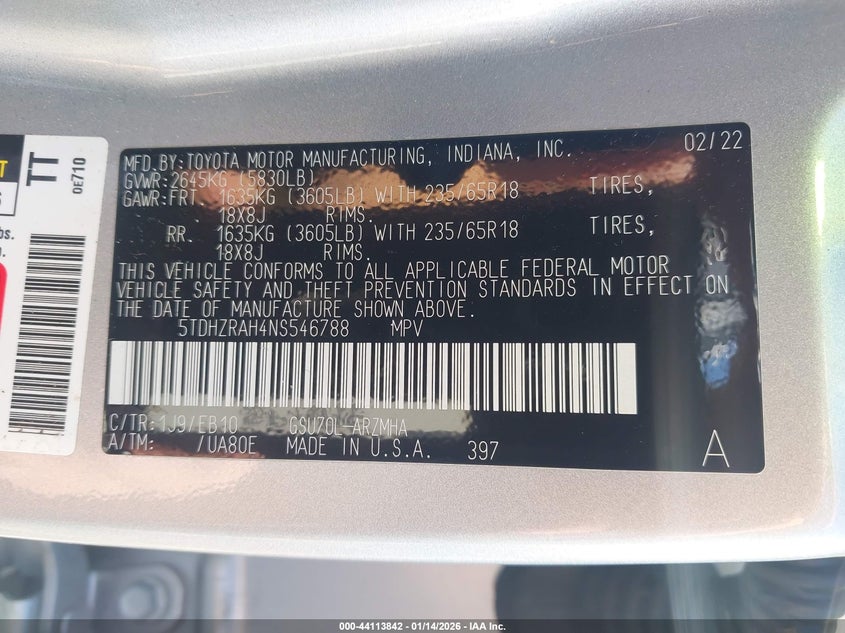 MFD.BY:TOYOTA MOTOR MANUFACTURING, INDIANA, INC. 02/22
GVWR:2645KG (5830LB)
GAWR:FRT 1635KG (3605LB) WITH 235/65R18 TIRES,
18X8J RIMS.
RR. 1635KG (3605LB) WITH 235/65R18 TIRES,
18X8J RIMS.
THIS VEHICLE CONFORMS TO ALL APPLICABLE FEDERAL MOTOR
VEHICLE SAFETY AND THEFT PREVENTION STANDARDS IN EFFECT ON
THE DATE OF MANUFACTURE SHOWN ABOVE.
5TDHZRAH4NS546788 MPV
C/TR:1J9/EB10 GSU70L-ARZMHA
A/TM: /UA80E MADE IN U.S.A. 397 A
TT
0E710
000-44113842 - 01/14/2026 - IAA Inc.